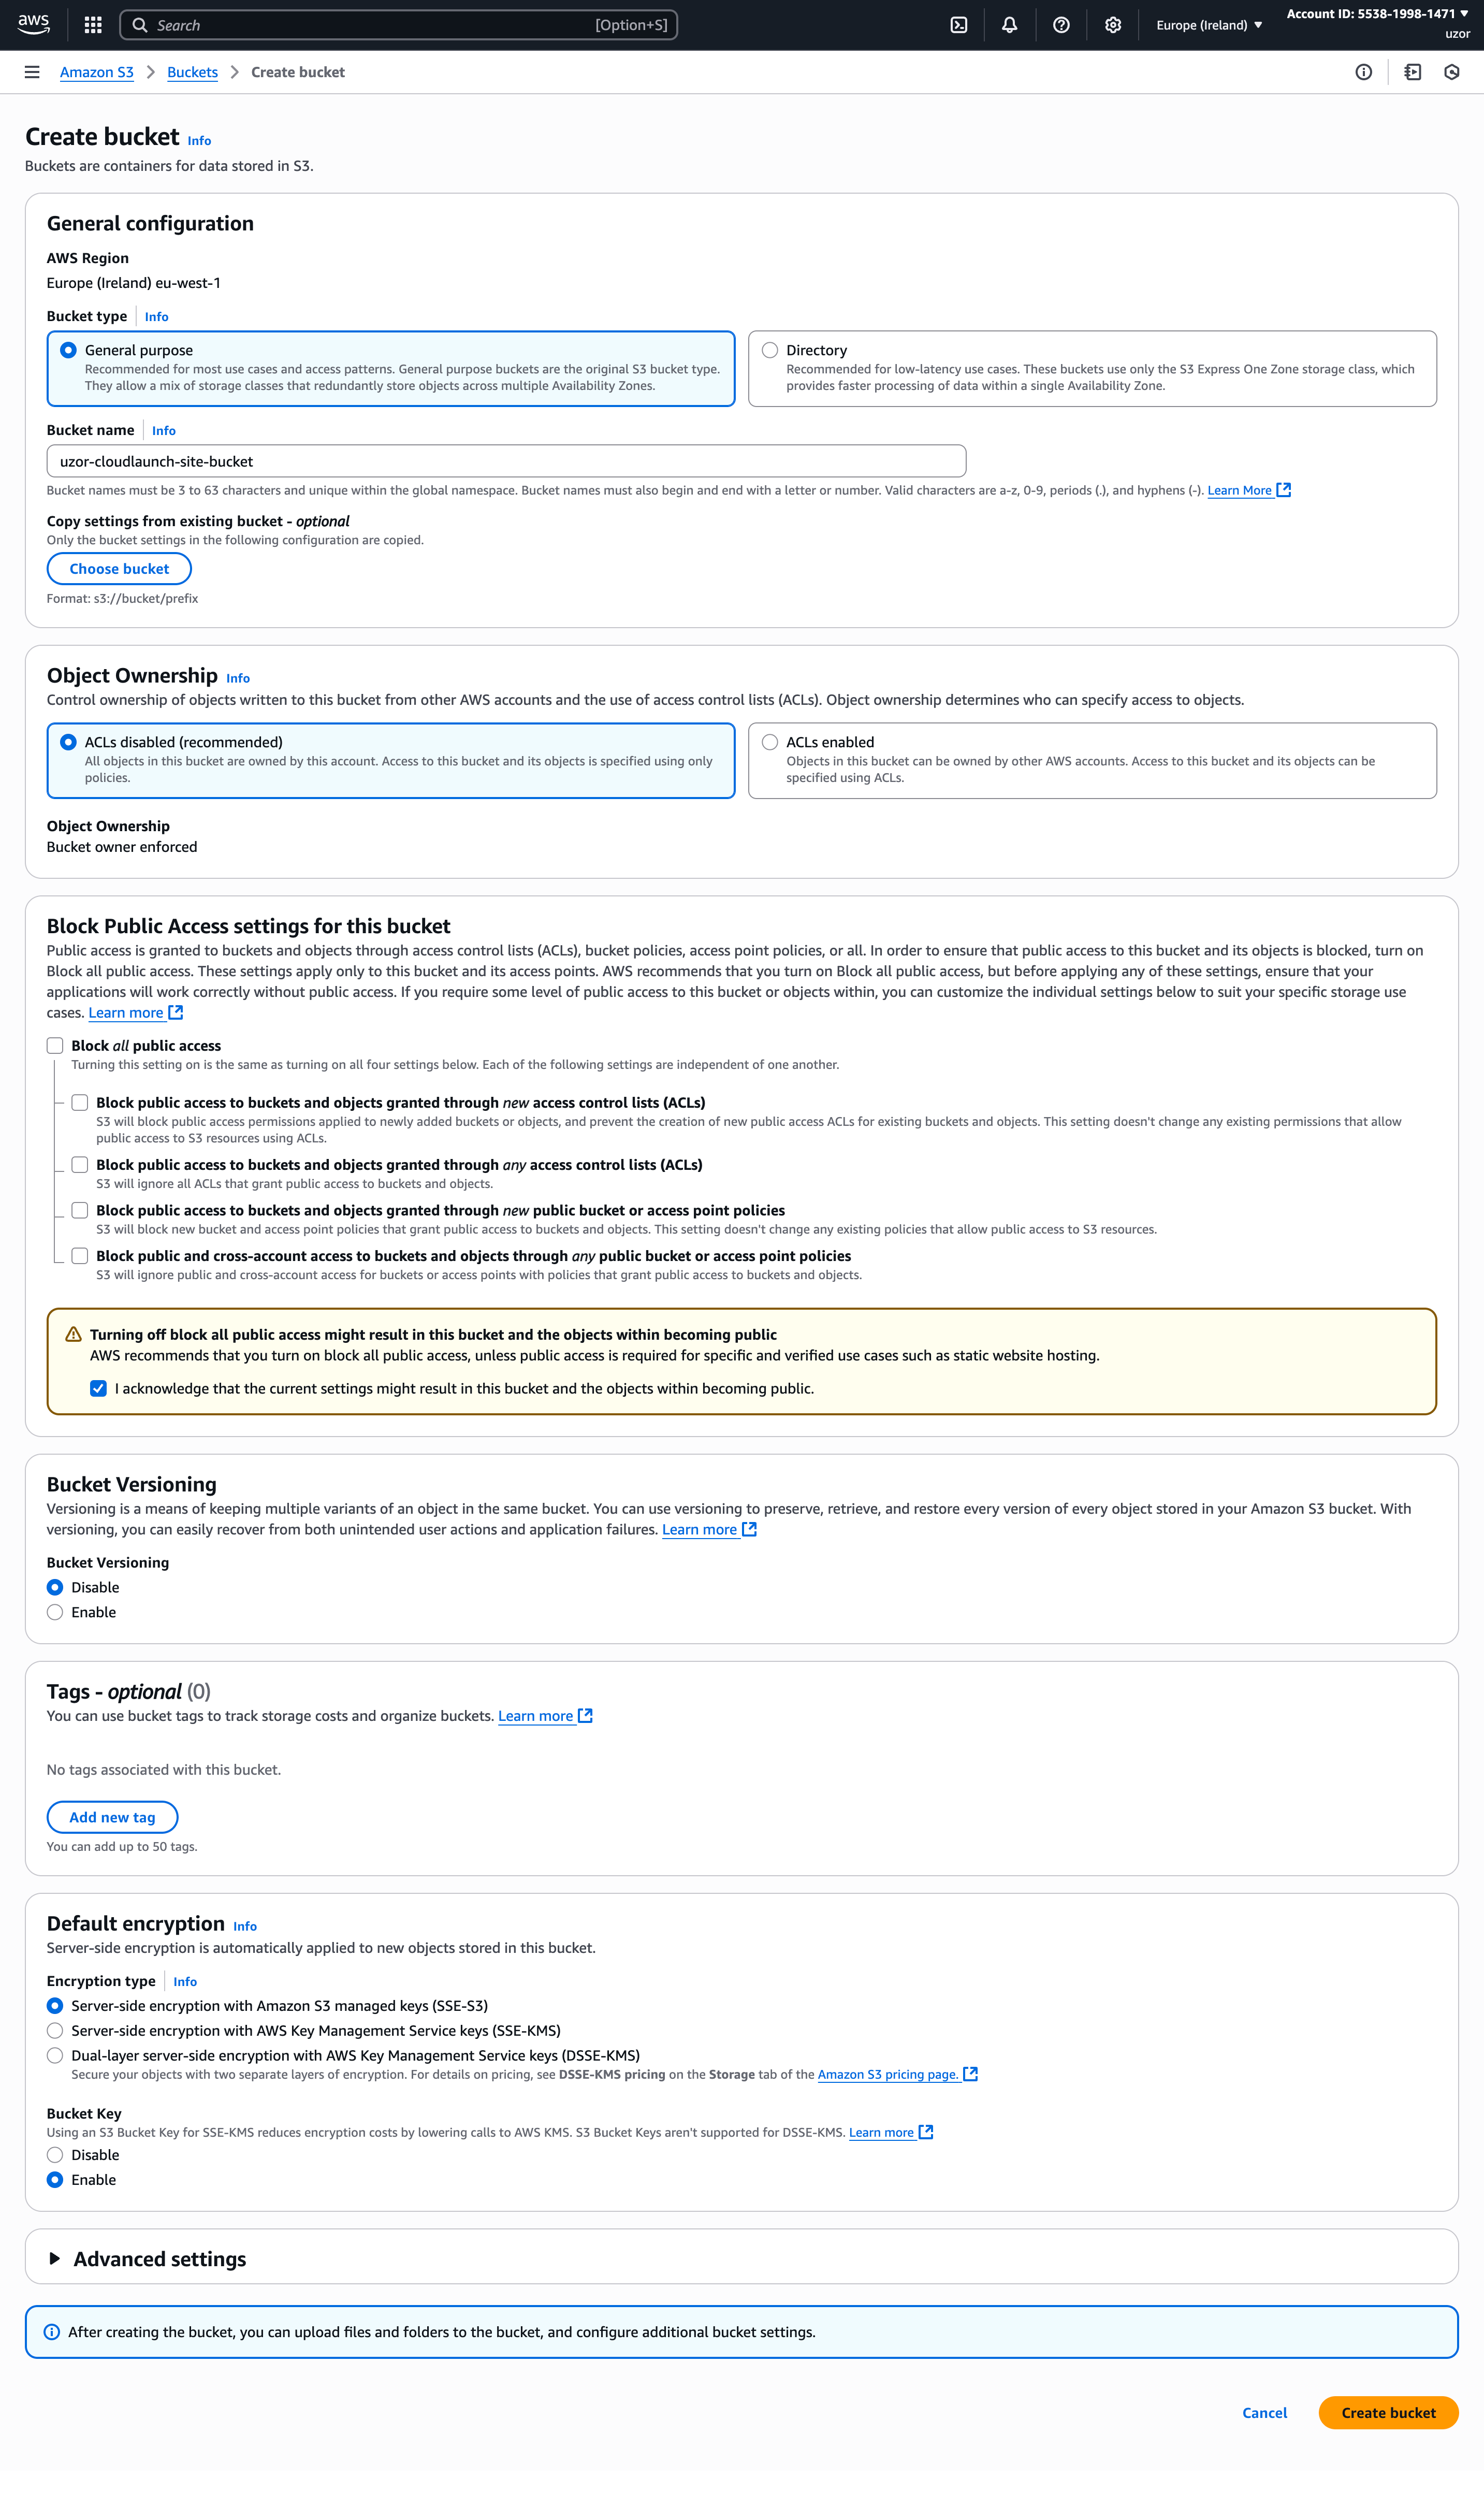 aws
Search
[Option+S]
Europe (Ireland)
Account ID: 5538-1998-1471
uzor
Amazon S3
Buckets
Create bucket
Create bucket Info
Buckets are containers for data stored in S3.
General configuration
AWS Region
Europe (Ireland) eu-west-1
Bucket type Info
General purpose
Recommended for most use cases and access patterns. General purpose buckets are the original S3 bucket type.
They allow a mix of storage classes that redundantly store objects across multiple Availability Zones.
Directory
Recommended for low-latency use cases. These buckets use only the S3 Express One Zone storage class, which
provides faster processing of data within a single Availability Zone.
Bucket name Info
uzor-cloudlaunch-site-bucket
Bucket names must be 3 to 63 characters and unique within the global namespace. Bucket names must also begin and end with a letter or number. Valid characters are a-z, 0-9, periods (.), and hyphens (-). Learn More
Copy settings from existing bucket - optional
Only the bucket settings in the following configuration are copied.
Choose bucket
Format: s3://bucket/prefix
Object Ownership Info
Control ownership of objects written to this bucket from other AWS accounts and the use of access control lists (ACLs). Object ownership determines who can specify access to objects.
ACLs disabled (recommended)
All objects in this bucket are owned by this account. Access to this bucket and its objects is specified using only
policies.
ACLs enabled
Objects in this bucket can be owned by other AWS accounts. Access to this bucket and its objects can be
specified using ACLs.
Object Ownership
Bucket owner enforced
Block Public Access settings for this bucket
Public access is granted to buckets and objects through access control lists (ACLs), bucket policies, access point policies, or all. In order to ensure that public access to this bucket and its objects is blocked, turn on
Block all public access. These settings apply only to this bucket and its access points. AWS recommends that you turn on Block all public access, but before applying any of these settings, ensure that your
applications will work correctly without public access. If you require some level of public access to this bucket or objects within, you can customize the individual settings below to suit your specific storage use
cases. Learn more
Block all public access
Turning this setting on is the same as turning on all four settings below. Each of the following settings are independent of one another.
Block public access to buckets and objects granted through new access control lists (ACLs)
S3 will block public access permissions applied to newly added buckets or objects, and prevent the creation of new public access ACLs for existing buckets and objects. This setting doesn't change any existing permissions that allow
public access to S3 resources using ACLs.
Block public access to buckets and objects granted through any access control lists (ACLs)
S3 will ignore all ACLs that grant public access to buckets and objects.
Block public access to buckets and objects granted through new public bucket or access point policies
S3 will block new bucket and access point policies that grant public access to buckets and objects. This setting doesn't change any existing policies that allow public access to S3 resources.
Block public and cross-account access to buckets and objects through any public bucket or access point policies
S3 will ignore public and cross-account access for buckets or access points with policies that grant public access to buckets and objects.
Turning off block all public access might result in this bucket and the objects within becoming public
AWS recommends that you turn on block all public access, unless public access is required for specific and verified use cases such as static website hosting.
I acknowledge that the current settings might result in this bucket and the objects within becoming public.
Bucket Versioning
Versioning is a means of keeping multiple variants of an object in the same bucket. You can use versioning to preserve, retrieve, and restore every version of every object stored in your Amazon S3 bucket. With
versioning, you can easily recover from both unintended user actions and application failures. Learn more
Bucket Versioning
Disable
Enable
Tags - optional (0)
You can use bucket tags to track storage costs and organize buckets. Learn more
No tags associated with this bucket.
Add new tag
You can add up to 50 tags.
Default encryption Info
Server-side encryption is automatically applied to new objects stored in this bucket.
Encryption type Info
Server-side encryption with Amazon S3 managed keys (SSE-S3)
Server-side encryption with AWS Key Management Service keys (SSE-KMS)
Dual-layer server-side encryption with AWS Key Management Service keys (DSSE-KMS)
Secure your objects with two separate layers of encryption. For details on pricing, see DSSE-KMS pricing on the Storage tab of the Amazon S3 pricing page.
Bucket Key
Using an S3 Bucket Key for SSE-KMS reduces encryption costs by lowering calls to AWS KMS. S3 Bucket Keys aren't supported for DSSE-KMS. Learn more
Disable
Enable
Advanced settings
After creating the bucket, you can upload files and folders to the bucket, and configure additional bucket settings.
Cancel
Create bucket